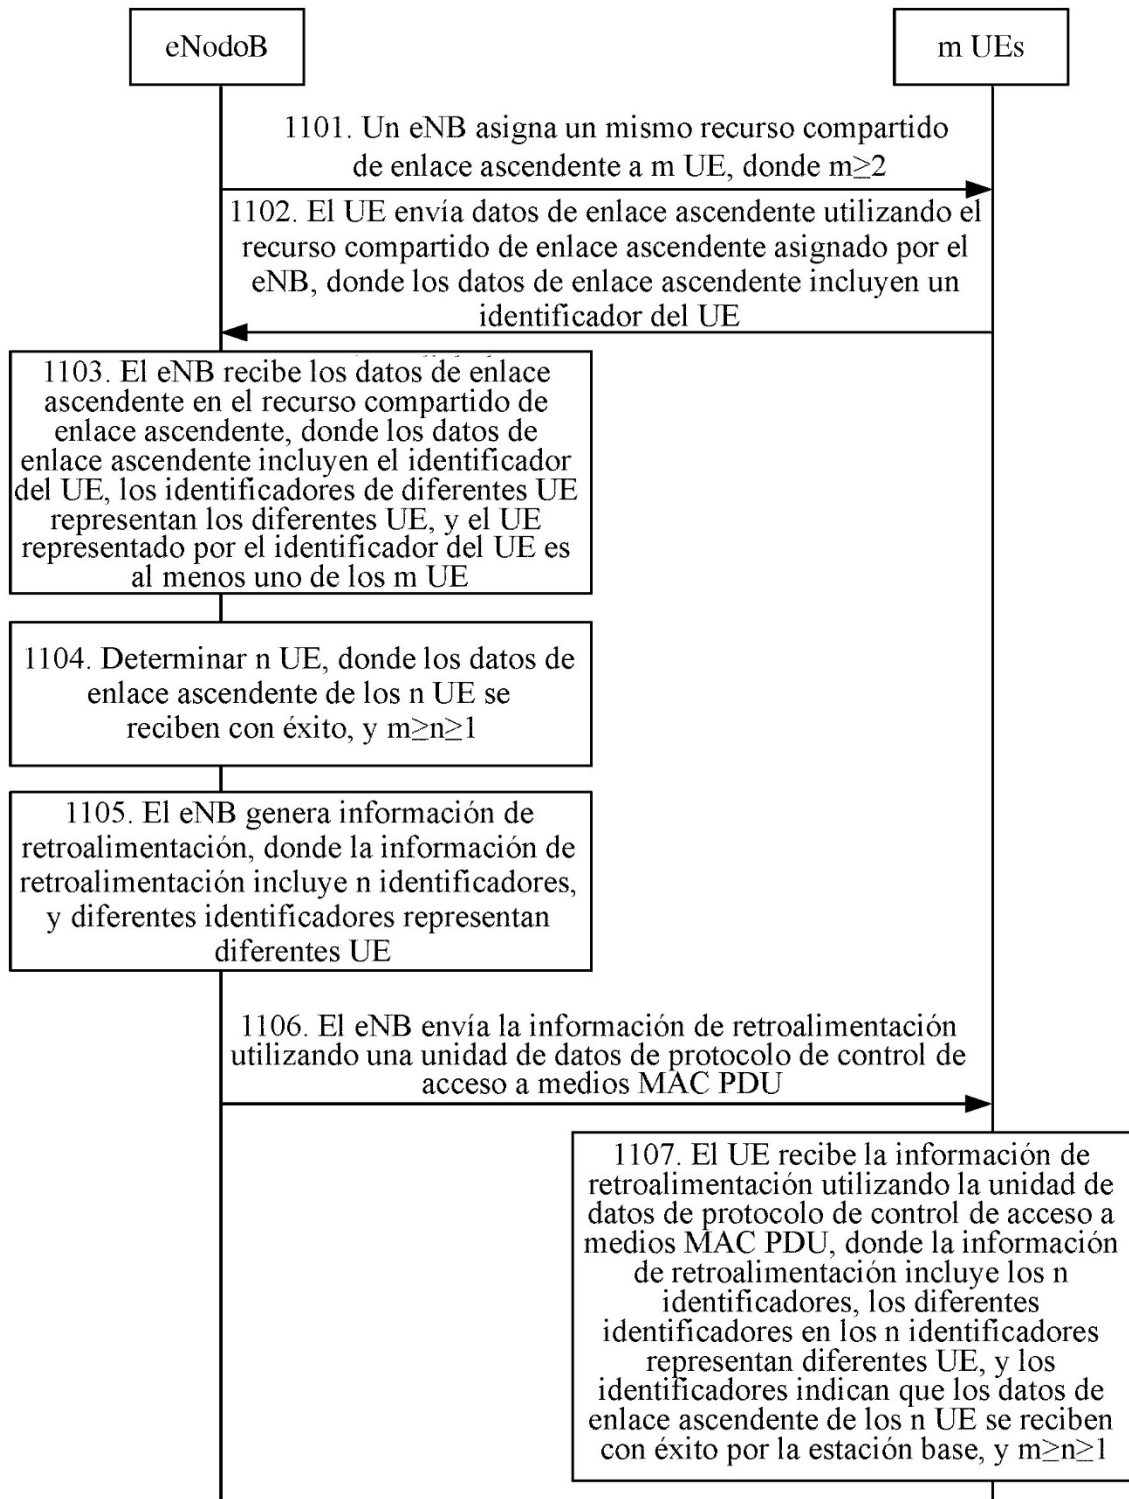 eNodoB
m UEs
1101. Un eNB asigna un mismo recurso compartido
de enlace ascendente a m UE, donde m≥2
1102. El UE envía datos de enlace ascendente utilizando el
recurso compartido de enlace ascendente asignado por el
eNB, donde los datos de enlace ascendente incluyen un
identificador del UE
1103. El eNB recibe los datos de enlace
ascendente en el recurso compartido de
enlace ascendente, donde los datos de
enlace ascendente incluyen el identificador
del UE, los identificadores de diferentes UE
representan los diferentes UE, y el UE
representado por el identificador del UE es
al menos uno de los m UE
1104. Determinar n UE, donde los datos de
enlace ascendente de los n UE se
reciben con éxito, y m≥n≥1
1105. El eNB genera información de
retroalimentación, donde la información de
retroalimentación incluye n identificadores,
y diferentes identificadores representan
diferentes UE
1106. El eNB envía la información de retroalimentación
utilizando una unidad de datos de protocolo de control de
acceso a medios MAC PDU
1107. El UE recibe la información de
retroalimentación utilizando la unidad de
datos de protocolo de control de acceso a
medios MAC PDU, donde la información
de retroalimentación incluye los n
identificadores, los diferentes
identificadores en los n identificadores
representan diferentes UE, y los
identificadores indican que los datos de
enlace ascendente de los n UE se reciben
con éxito por la estación base, y m≥n≥1